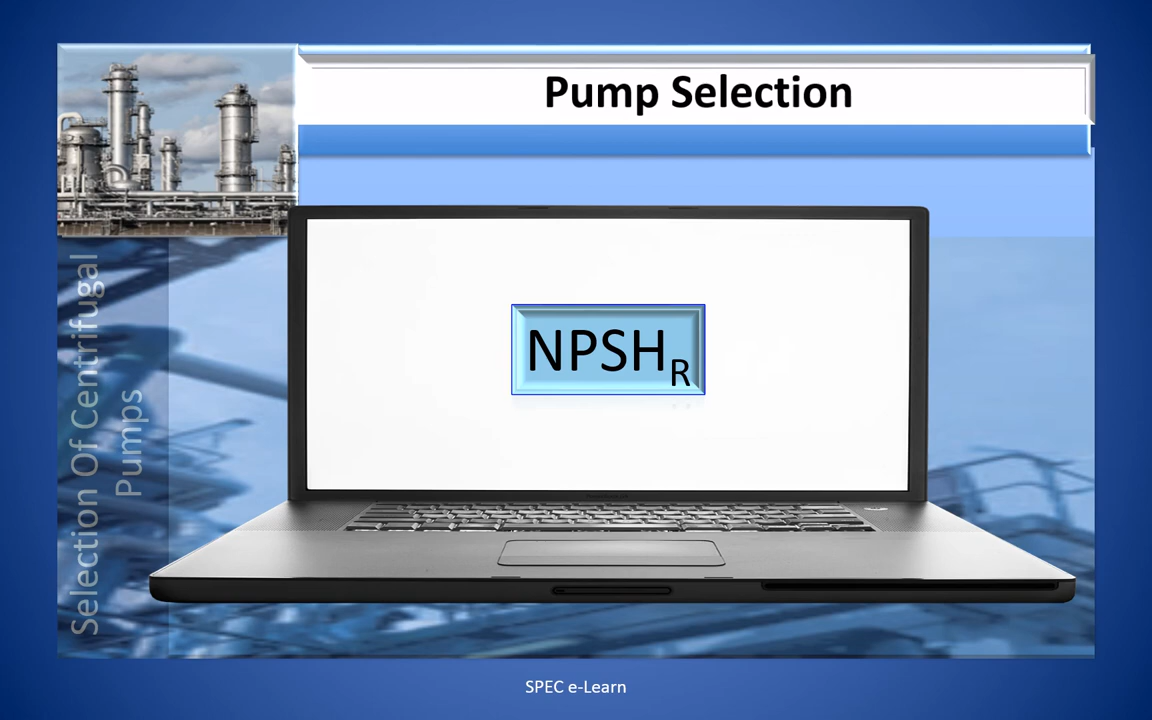 Pump Selection
NPSHR
Selection Of Centrifugal
Pumps
SPEC e-Learn